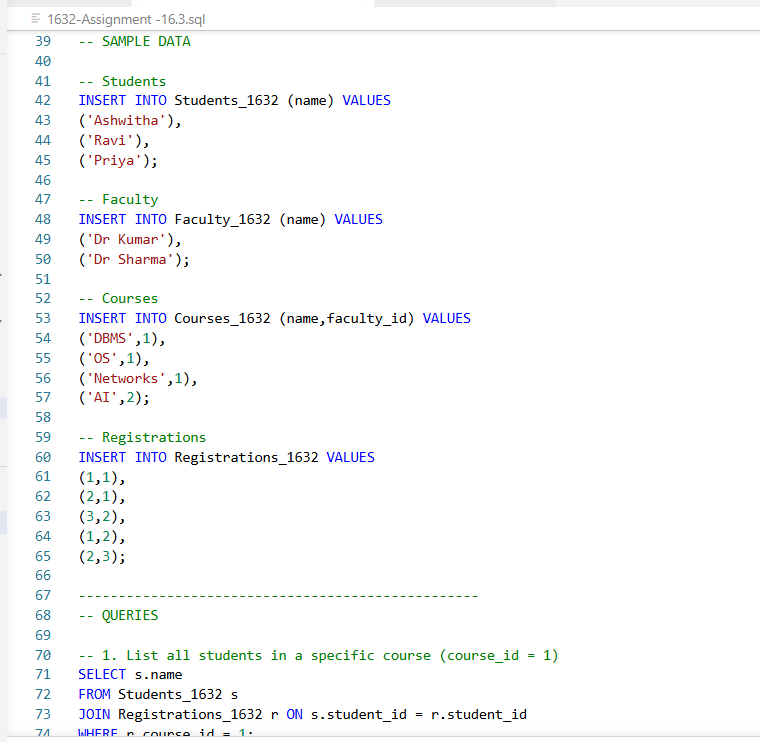 1632-Assignment -16.3.sql
39 -- SAMPLE DATA
40
41 -- Students
42 INSERT INTO Students_1632 (name) VALUES
43 ('Ashwitha'),
44 ('Ravi'),
45 ('Priya');
46
47 -- Faculty
48 INSERT INTO Faculty_1632 (name) VALUES
49 ('Dr Kumar'),
50 ('Dr Sharma');
51
52 -- Courses
53 INSERT INTO Courses_1632 (name,faculty_id) VALUES
54 ('DBMS',1),
55 ('OS',1),
56 ('Networks',1),
57 ('AI',2);
58
59 -- Registrations
60 INSERT INTO Registrations_1632 VALUES
61 (1,1),
62 (2,1),
63 (3,2),
64 (1,2),
65 (2,3);
66
67 --------------------------------------------------
68 -- QUERIES
69
70 -- 1. List all students in a specific course (course_id = 1)
71 SELECT s.name
72 FROM Students_1632 s
73 JOIN Registrations_1632 r ON s.student_id = r.student_id
74 WHERE r.course_id = 1;